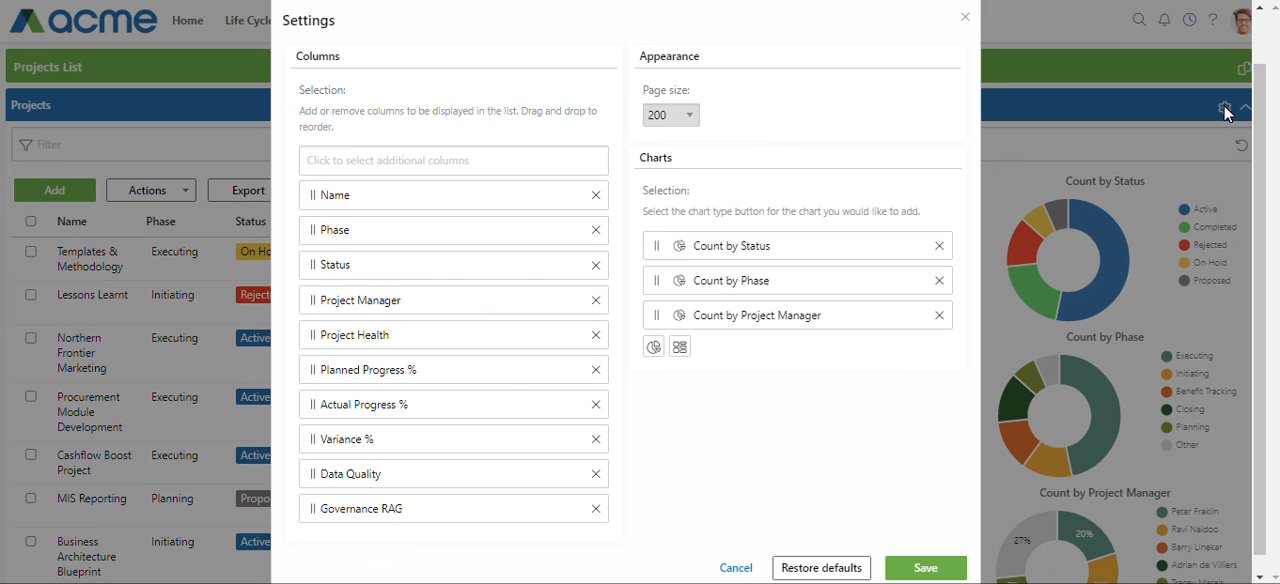 acme
Home
Life Cycle
Projects List
Projects
Filter
Add
Actions
Export
Name
Phase
Status
Templates &
Methodology
Executing
On Ho
Lessons Learnt
Initiating
Reject
Northern
Frontier
Marketing
Executing
Active
Procurement
Module
Development
Executing
Active
Cashflow Boost
Project
Executing
Active
MIS Reporting
Planning
Propo
Business
Architecture
Blueprint
Initiating
Active
Settings
Columns
Selection:
Add or remove columns to be displayed in the list. Drag and drop to
reorder.
Click to select additional columns
Name
Phase
Status
Project Manager
Project Health
Planned Progress %
Actual Progress %
Variance %
Data Quality
Governance RAG
Appearance
Page size:
200
Charts
Selection:
Select the chart type button for the chart you would like to add.
Count by Status
Count by Phase
Count by Project Manager
Cancel
Restore defaults
Save
Count by Status
Active
Completed
Rejected
On Hold
Proposed
Count by Phase
Executing
Initiating
Benefit Tracking
Closing
Planning
Other
Count by Project Manager
27%
20%
Peter Fraklin
Ravi Naidoo
Barry Linekar
Adrian de Villiers
Tracey Marais